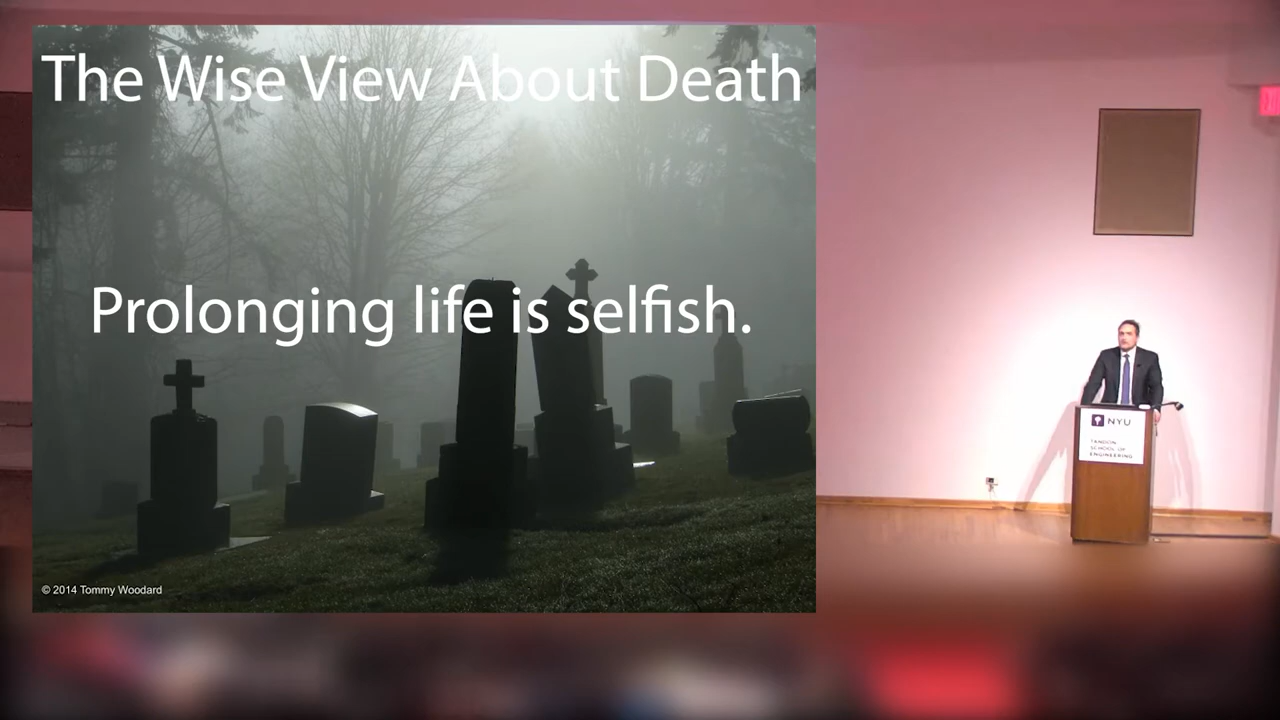 The Wise View About Death
Prolonging life is selfish.
© 2014 Tommy Woodard
NYU
TANDON
SCHOOL OF
ENGINEERING